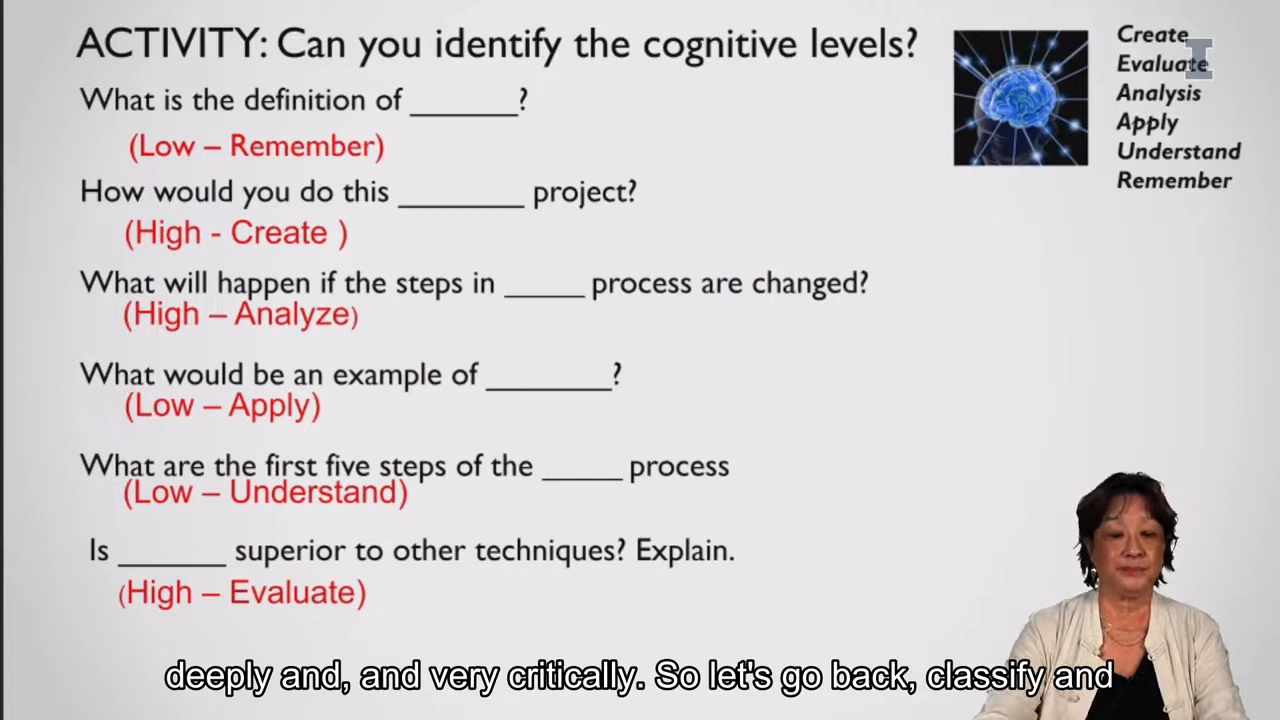 ACTIVITY: Can you identify the cognitive levels?
What is the definition of _______?
(Low – Remember)
How would you do this ________ project?
(High - Create )
What will happen if the steps in _____ process are changed?
(High – Analyze)
What would be an example of ________?
(Low – Apply)
What are the first five steps of the _____ process
(Low – Understand)
Is _______ superior to other techniques? Explain.
(High – Evaluate)
Create
Evaluate
Analysis
Apply
Understand
Remember
I
deeply and, and very critically. So let's go back, classify and